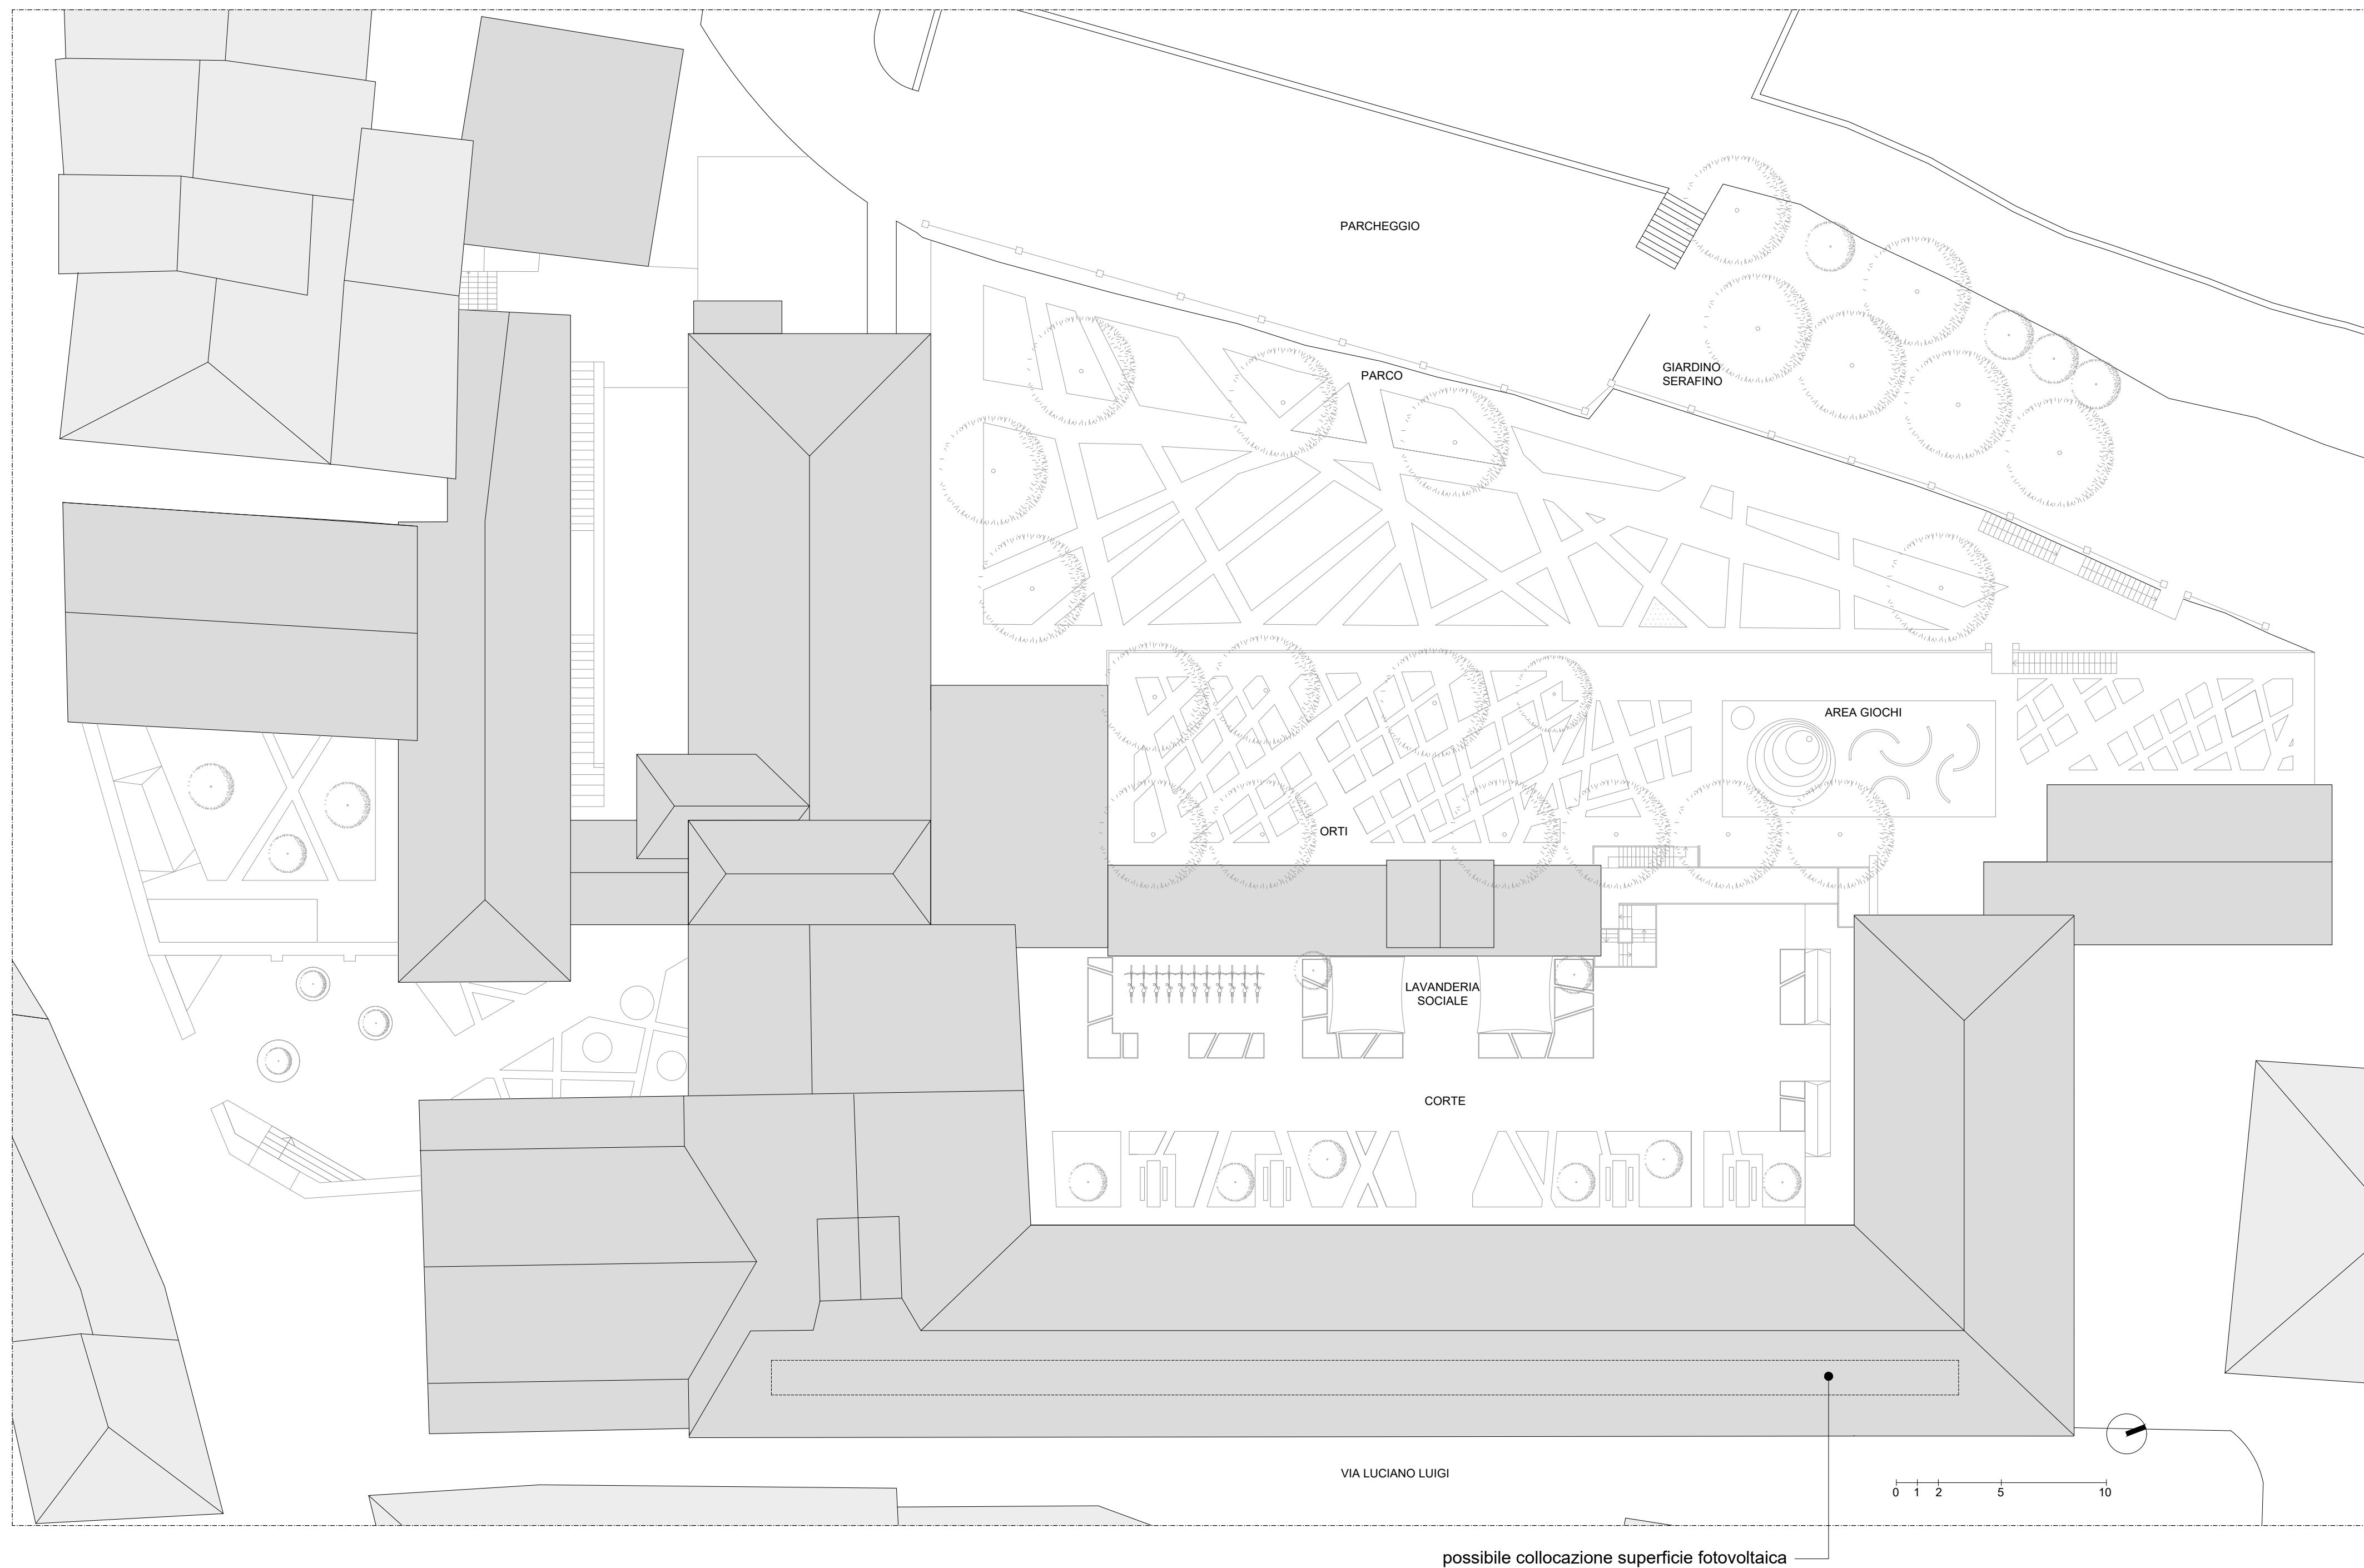 PARCHEGGIO
PARCO
GIARDINO
SERAFINO
AREA GIOCHI
ORTI
LAVANDERIA
SOCIALE
CORTE
VIA LUCIANO LUIGI
0 1 2 5 10
possibile collocazione superficie fotovoltaica